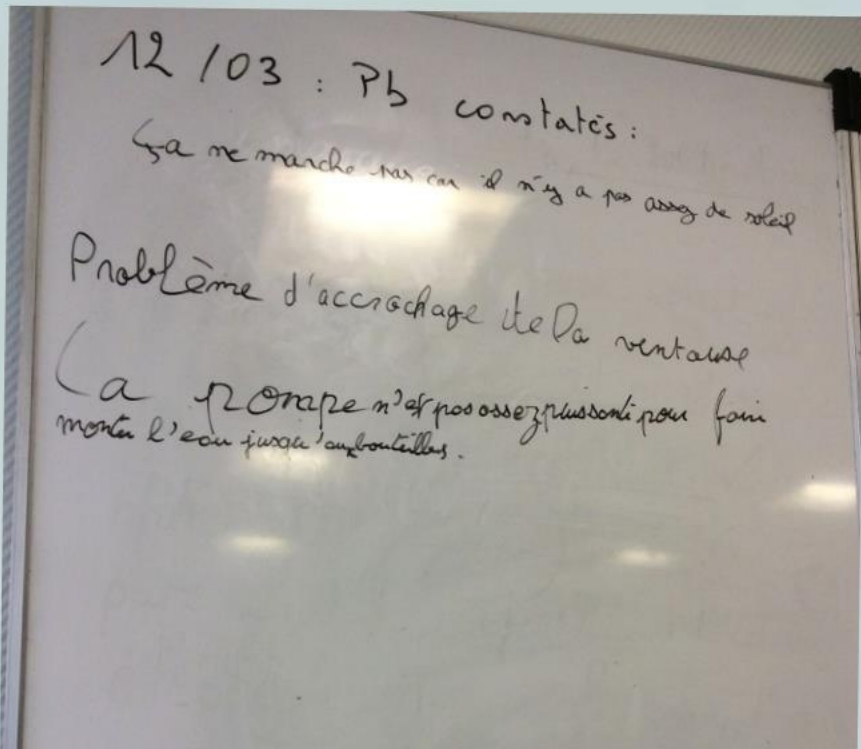 12/03 : Pb constatés :
Ça ne marche pas car il n'y a pas assez de soleil
Problème d'accrochage de la ventouse
La pompe n'est pas assez puissante pour faire
monter l'eau jusqu'aux bouteilles.